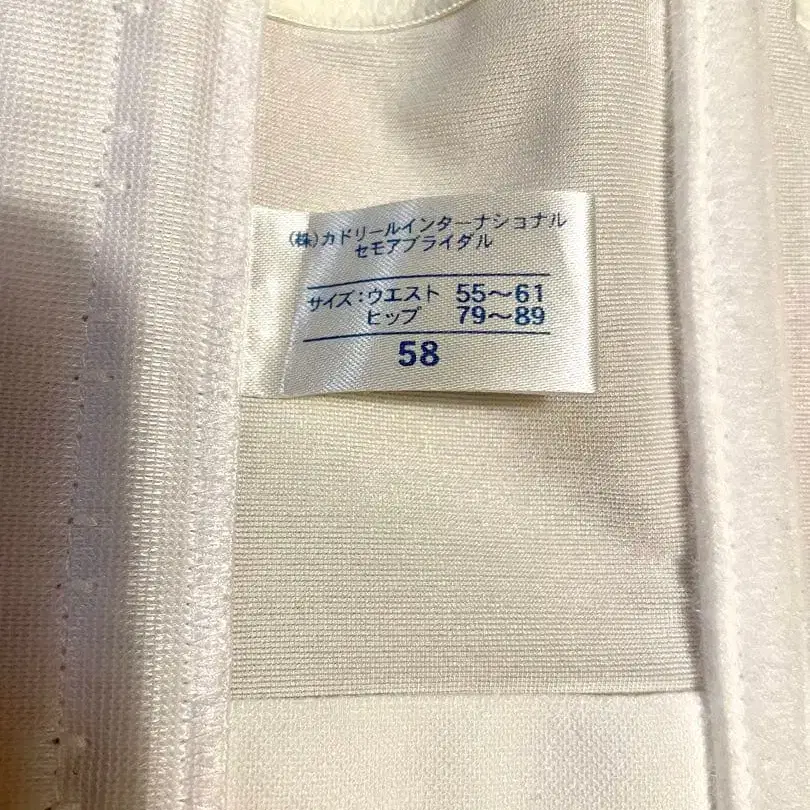 (株)カドリールインターナショナル
セモアブライダル
サイズ:ウエスト 55〜61
ヒップ 79〜89
58